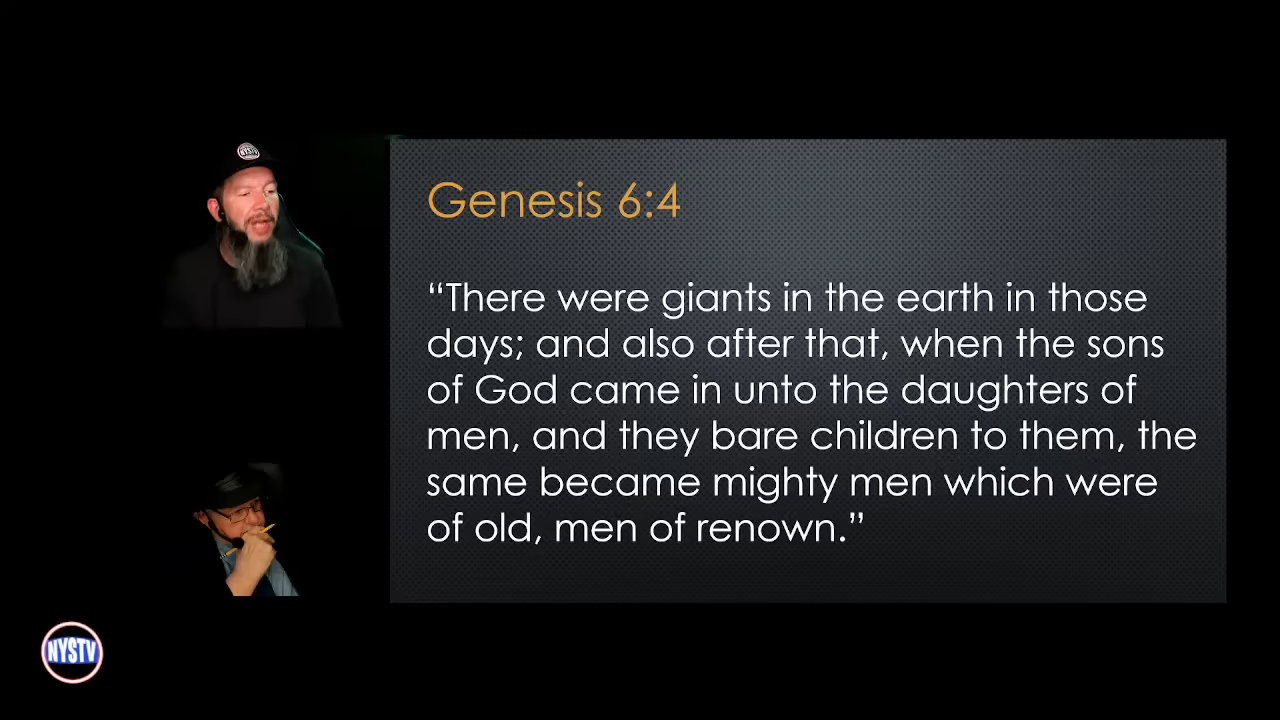 NYSTV
Genesis 6:4
“There were giants in the earth in those
days; and also after that, when the sons
of God came in unto the daughters of
men, and they bare children to them, the
same became mighty men which were
of old, men of renown.”
NYSTV